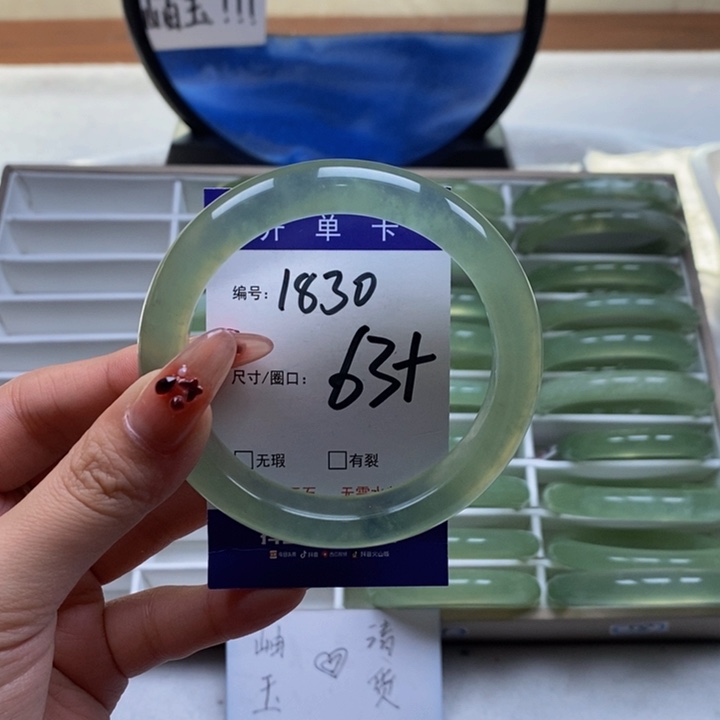 岫玉!!!
开单卡
编号: 1830
尺寸/圈口: 63+
□无瑕 □有裂
岫玉 ♡ 清货